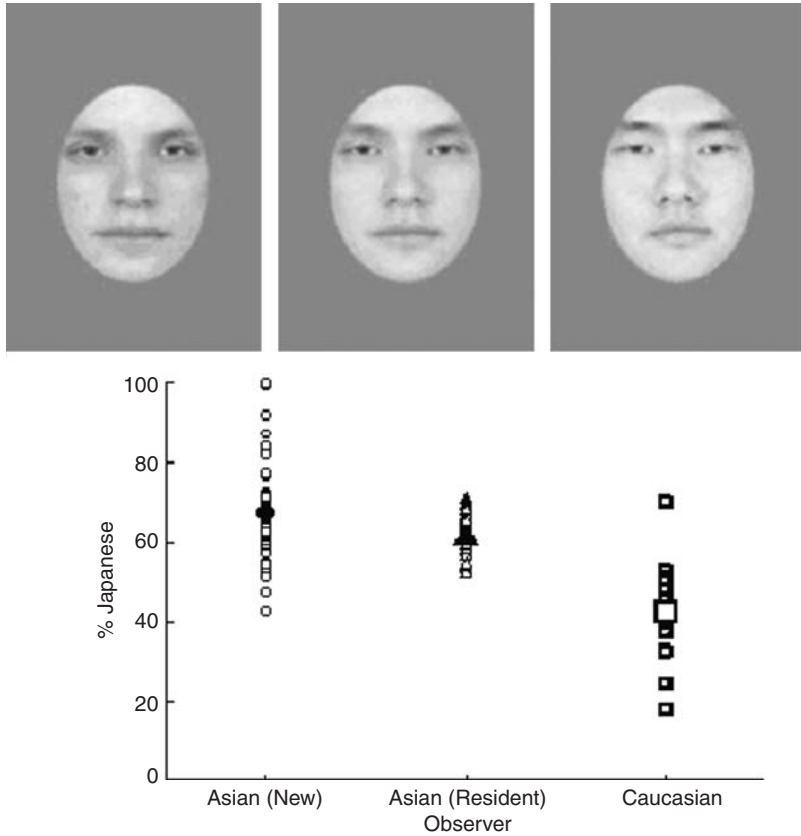 100
80
60
40
20
0
% Japanese
Asian (New)
Asian (Resident)
Caucasian
Observer